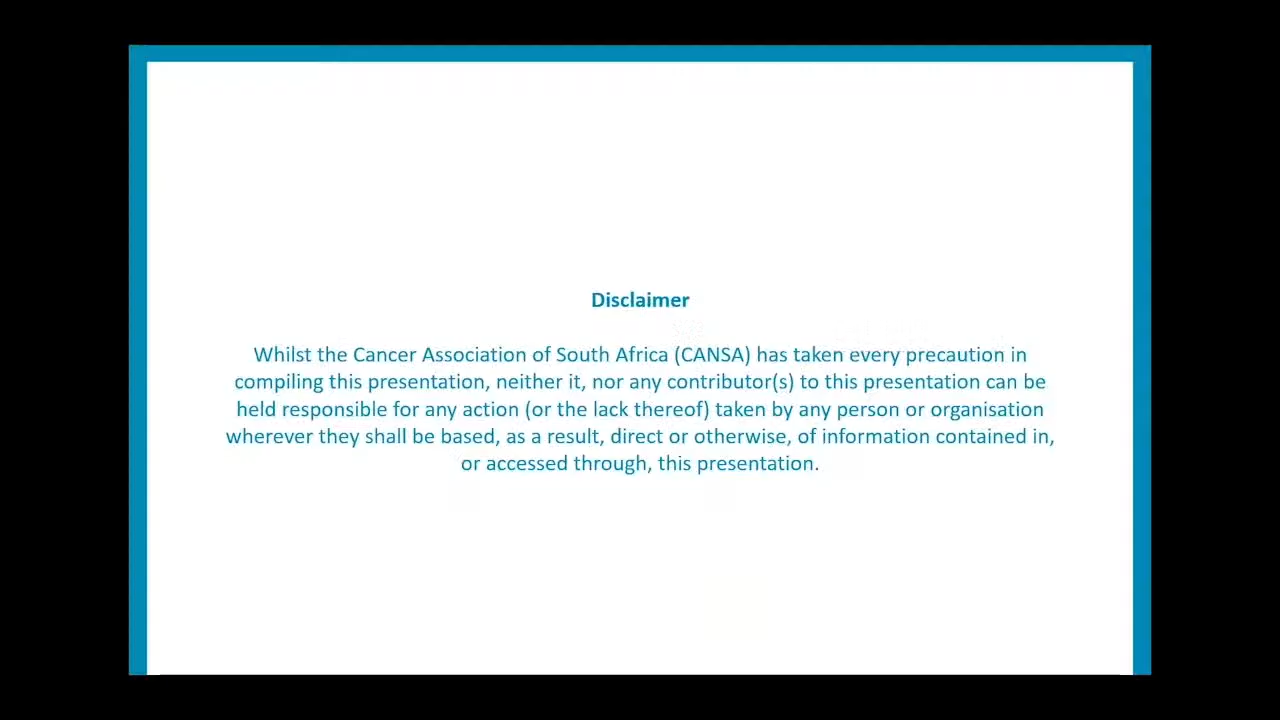 Disclaimer
Whilst the Cancer Association of South Africa (CANSA) has taken every precaution in
compiling this presentation, neither it, nor any contributor(s) to this presentation can be
held responsible for any action (or the lack thereof) taken by any person or organisation
wherever they shall be based, as a result, direct or otherwise, of information contained in,
or accessed through, this presentation.